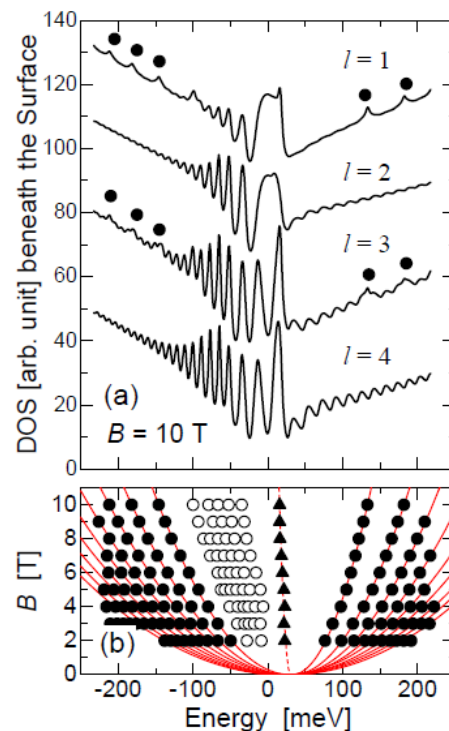 140
120
100
80
60
40
20
0
DOS [arb. unit] beneath the Surface
l = 1
l = 2
l = 3
l = 4
(a)
B = 10 T
10
8
6
4
2
0
B [T]
(b)
-200 -100 0 100 200
Energy [meV]